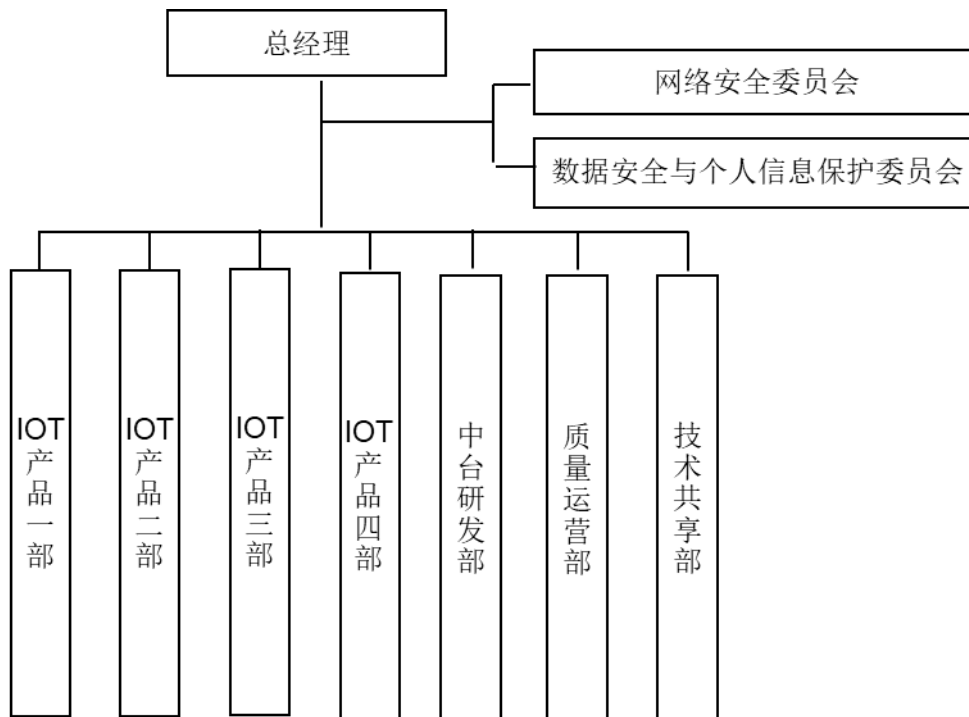 总经理
网络安全委员会
数据安全与个人信息保护委员会
IOT产品一部
IOT产品二部
IOT产品三部
IOT产品四部
中台研发部
质量运营部
技术共享部